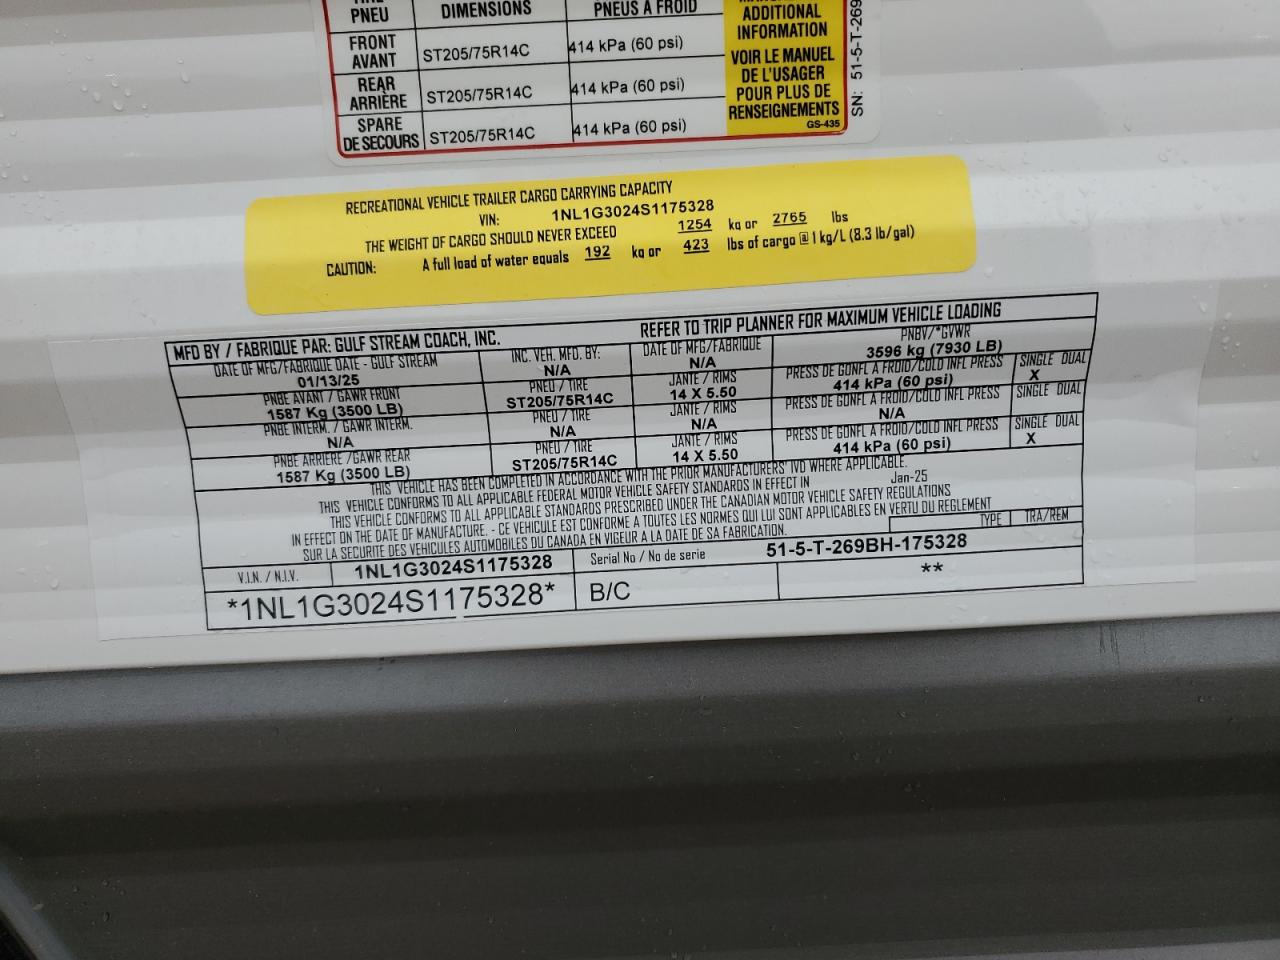 PNEU
DIMENSIONS
PNEUS A FROID
ADDITIONAL
INFORMATION
VOIR LE MANUEL
DE L'USAGER
POUR PLUS DE
RENSEIGNEMENTS
GS-435
SN: 51-5-T-269
FRONT
AVANT
ST205/75R14C
414 kPa (60 psi)
REAR
ARRIÈRE
ST205/75R14C
414 kPa (60 psi)
SPARE
DE SECOURS
ST205/75R14C
414 kPa (60 psi)
RECREATIONAL VEHICLE TRAILER CARGO CARRYING CAPACITY
VIN: 1NL1G3024S1175328
THE WEIGHT OF CARGO SHOULD NEVER EXCEED 1254 kg or 2765 lbs
CAUTION: A full load of water equals 192 kg or 423 lbs of cargo @ 1 kg/L (8.3 lb/gal)
MFD BY / FABRIQUE PAR: GULF STREAM COACH, INC. REFER TO TRIP PLANNER FOR MAXIMUM VEHICLE LOADING
DATE OF MFG/FABRIQUE DATE - GULF STREAM
01/13/25
INC. VEH. MFD. BY:
N/A
DATE OF MFG/FABRIQUE
N/A
PNBV/*GVWR
3596 kg (7930 LB)
PNBE AVANT / GAWR FRONT
1587 Kg (3500 LB)
PNEU / TIRE
ST205/75R14C
JANTE / RIMS
14 X 5.50
PRESS DE GONFL A FROID/COLD INFL PRESS
414 kPa (60 psi)
SINGLE DUAL
X
PNBE INTERM. / GAWR INTERM.
N/A
PNEU / TIRE
N/A
JANTE / RIMS
N/A
PRESS DE GONFL A FROID/COLD INFL PRESS
N/A
SINGLE DUAL
PNBE ARRIERE /GAWR REAR
1587 Kg (3500 LB)
PNEU / TIRE
ST205/75R14C
JANTE / RIMS
14 X 5.50
PRESS DE GONFL A FROID/COLD INFL PRESS
414 kPa (60 psi)
SINGLE DUAL
X
THIS VEHICLE HAS BEEN COMPLETED IN ACCORDANCE WITH THE PRIOR MANUFACTURERS' IVD WHERE APPLICABLE.
THIS VEHICLE CONFORMS TO ALL APPLICABLE FEDERAL MOTOR VEHICLE SAFETY STANDARDS IN EFFECT IN Jan-25
THIS VEHICLE CONFORMS TO ALL APPLICABLE STANDARDS PRESCRIBED UNDER THE CANADIAN MOTOR VEHICLE SAFETY REGULATIONS
IN EFFECT ON THE DATE OF MANUFACTURE. - CE VEHICULE EST CONFORME A TOUTES LES NORMES QUI LUI SONT APPLICABLES EN VERTU DU REGLEMENT
SUR LA SECURITE DES VEHICULES AUTOMOBILES DU CANADA EN VIGEUR A LA DATE DE SA FABRICATION.
TYPE TRA/REM
V.I.N. / N.I.V. 1NL1G3024S1175328 Serial No / No de serie 51-5-T-269BH-175328
*1NL1G3024S1175328* B/C **